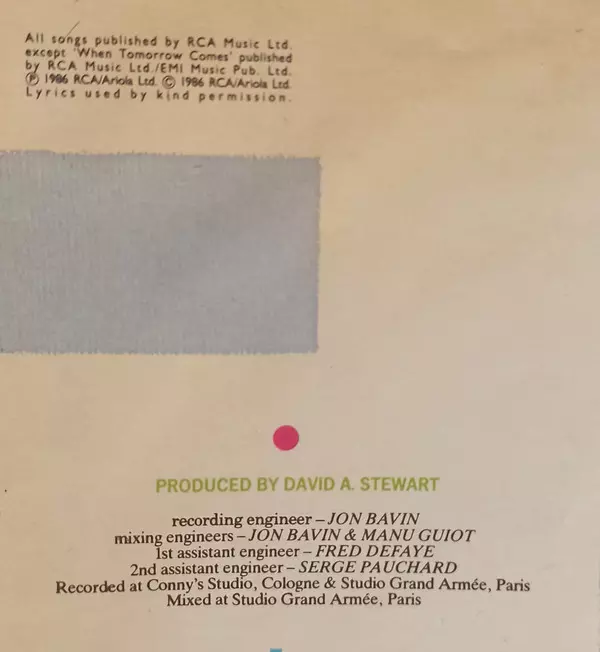 All songs published by RCA Music Ltd.
except 'When Tomorrow Comes' published
by RCA Music Ltd./EMI Music Pub. Ltd.
Ⓟ 1986 RCA/Ariola Ltd. © 1986 RCA/Ariola Ltd.
Lyrics used by kind permission.
PRODUCED BY DAVID A. STEWART
recording engineer – JON BAVIN
mixing engineers – JON BAVIN & MANU GUIOT
1st assistant engineer – FRED DEFAYE
2nd assistant engineer – SERGE PAUCHARD
Recorded at Conny's Studio, Cologne & Studio Grand Armée, Paris
Mixed at Studio Grand Armée, Paris